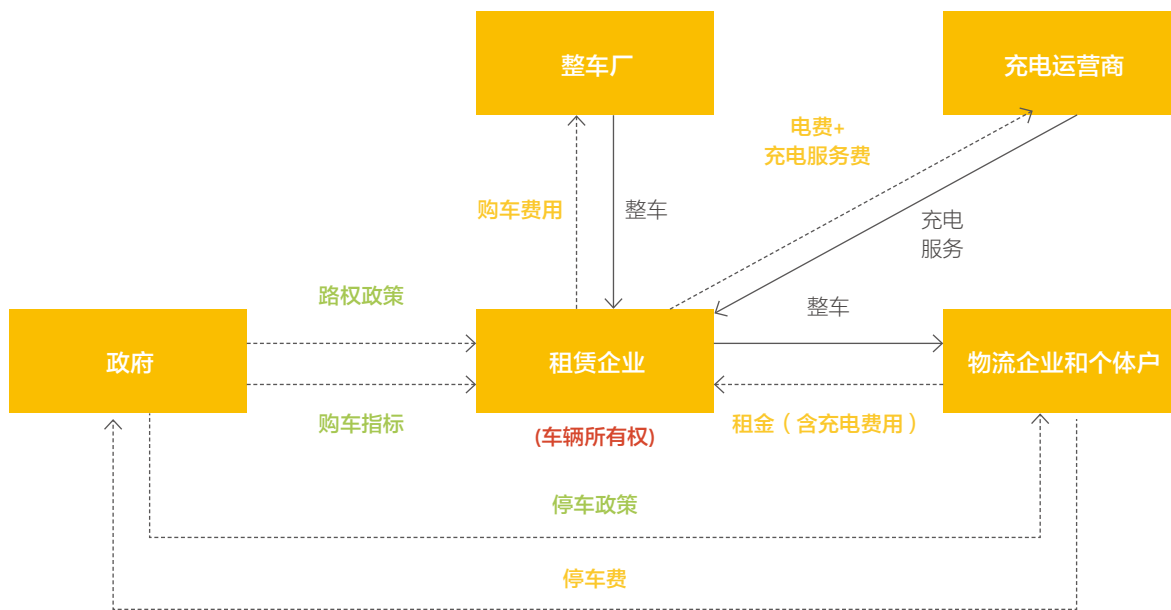 整车厂
充电运营商
电费+
充电服务费
购车费用
整车
充电
服务
路权政策
整车
政府
租赁企业
物流企业和个体户
购车指标
(车辆所有权)
租金（含充电费用）
停车政策
停车费